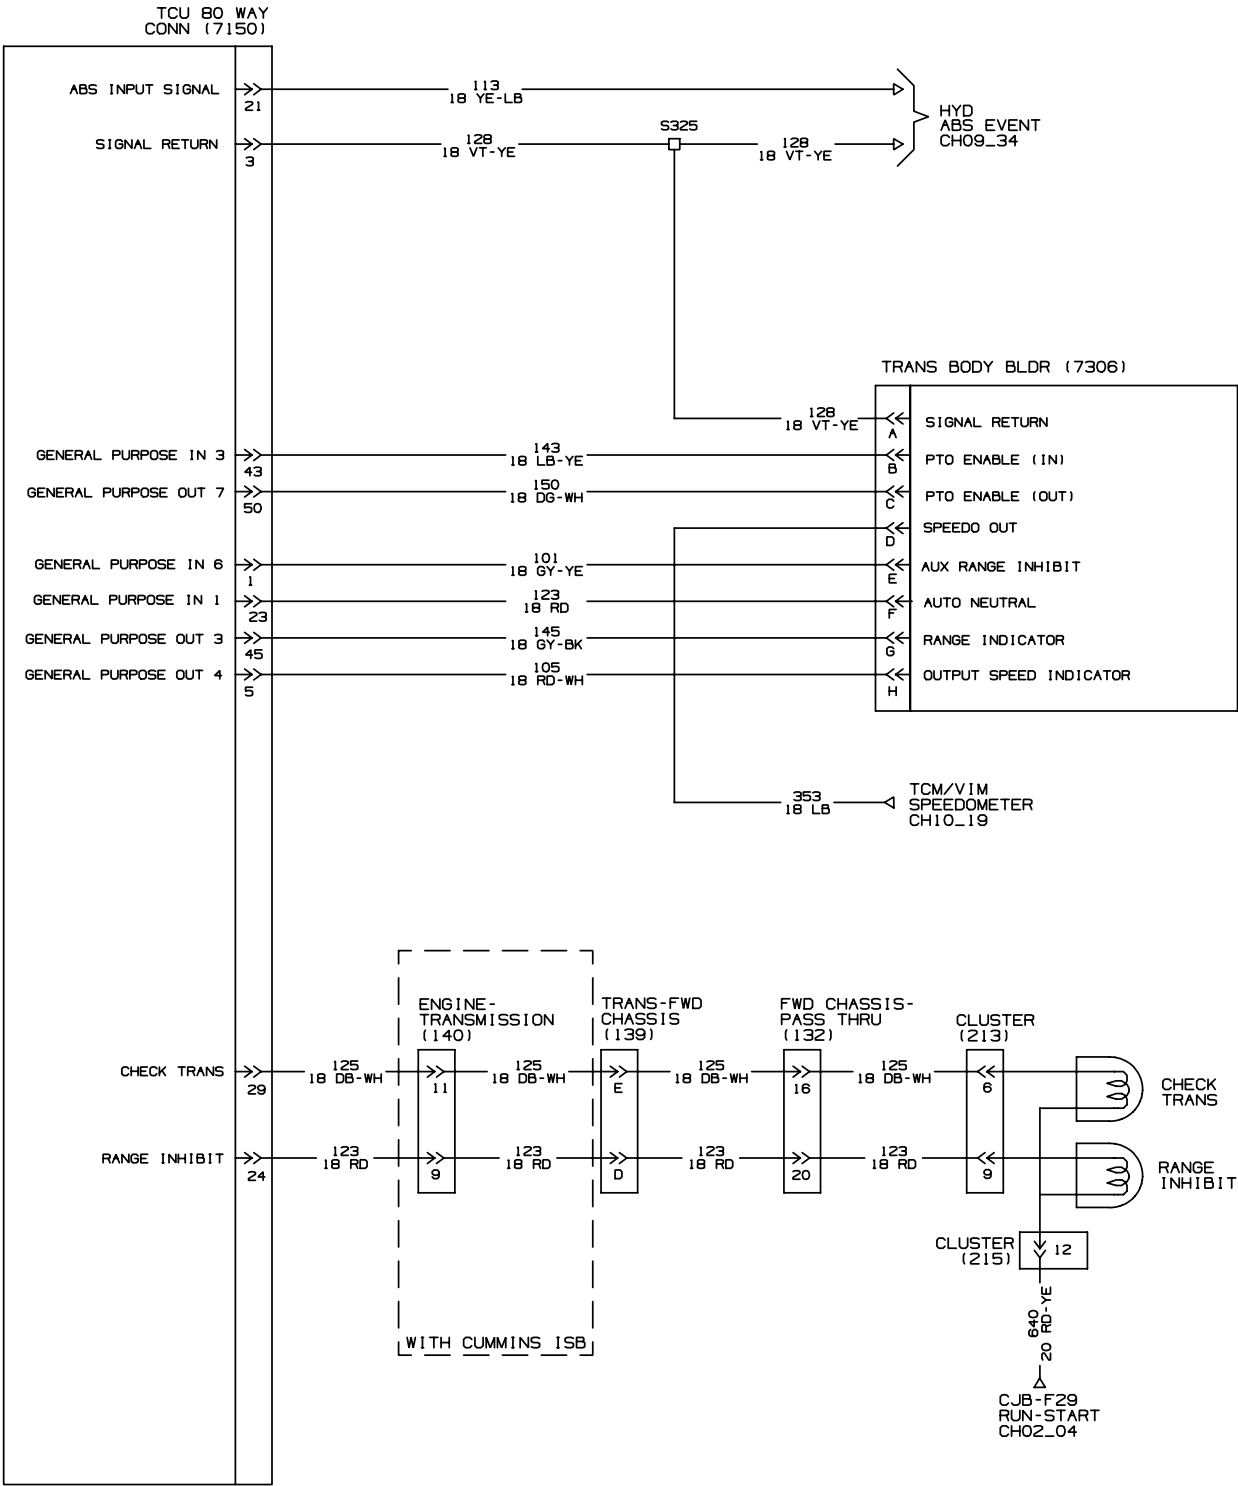 TCU 80 WAY
CONN (7150)
ABS INPUT SIGNAL
21
113
18 YE-LB
SIGNAL RETURN
3
128
18 VT-YE
S325
128
18 VT-YE
HYD
ABS EVENT
CH09_34
TRANS BODY BLDR (7306)
128
18 VT-YE
A
SIGNAL RETURN
GENERAL PURPOSE IN 3
43
143
18 LB-YE
B
PTO ENABLE (IN)
GENERAL PURPOSE OUT 7
50
150
18 DG-WH
C
PTO ENABLE (OUT)
D
SPEEDO OUT
GENERAL PURPOSE IN 6
1
101
18 GY-YE
E
AUX RANGE INHIBIT
GENERAL PURPOSE IN 1
23
123
18 RD
F
AUTO NEUTRAL
GENERAL PURPOSE OUT 3
45
145
18 GY-BK
G
RANGE INDICATOR
GENERAL PURPOSE OUT 4
5
105
18 RD-WH
H
OUTPUT SPEED INDICATOR
353
18 LB
TCM/VIM
SPEEDOMETER
CH10_19
ENGINE-
TRANSMISSION
(140)
TRANS-FWD
CHASSIS
(139)
FWD CHASSIS-
PASS THRU
(132)
CLUSTER
(213)
CHECK TRANS
29
125
18 DB-WH
11
125
18 DB-WH
E
125
18 DB-WH
16
125
18 DB-WH
6
CHECK
TRANS
RANGE INHIBIT
24
123
18 RD
9
123
18 RD
D
123
18 RD
20
123
18 RD
9
RANGE
INHIBIT
CLUSTER
(215)
12
640
20 RD-YE
WITH CUMMINS ISB
CJB-F29
RUN-START
CH02_04